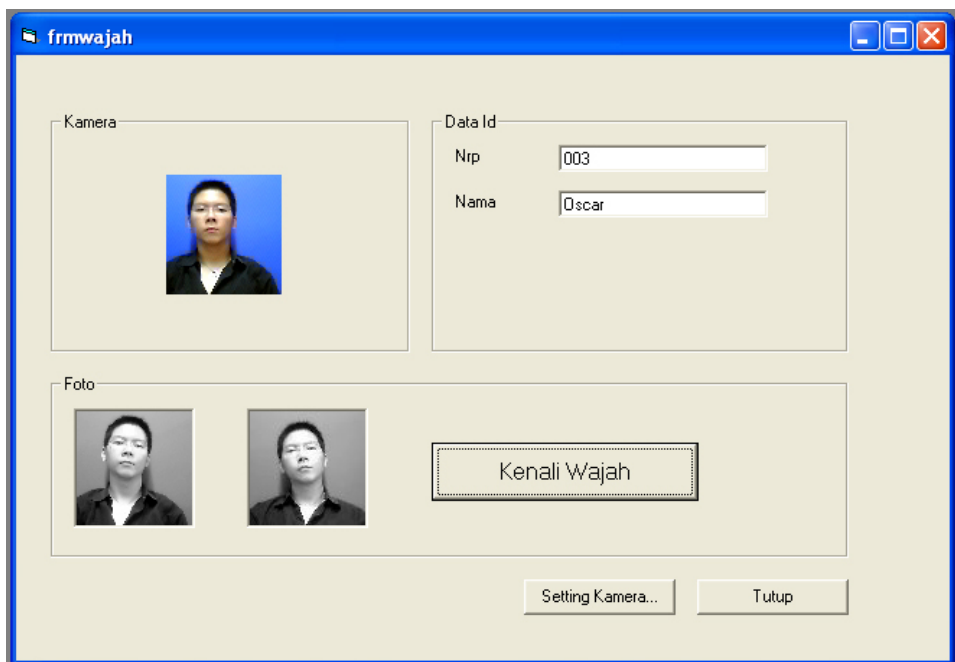 frmwajah
Kamera
Data Id
Nrp 003
Nama Oscar
Foto
Kenali Wajah
Setting Kamera... Tutup